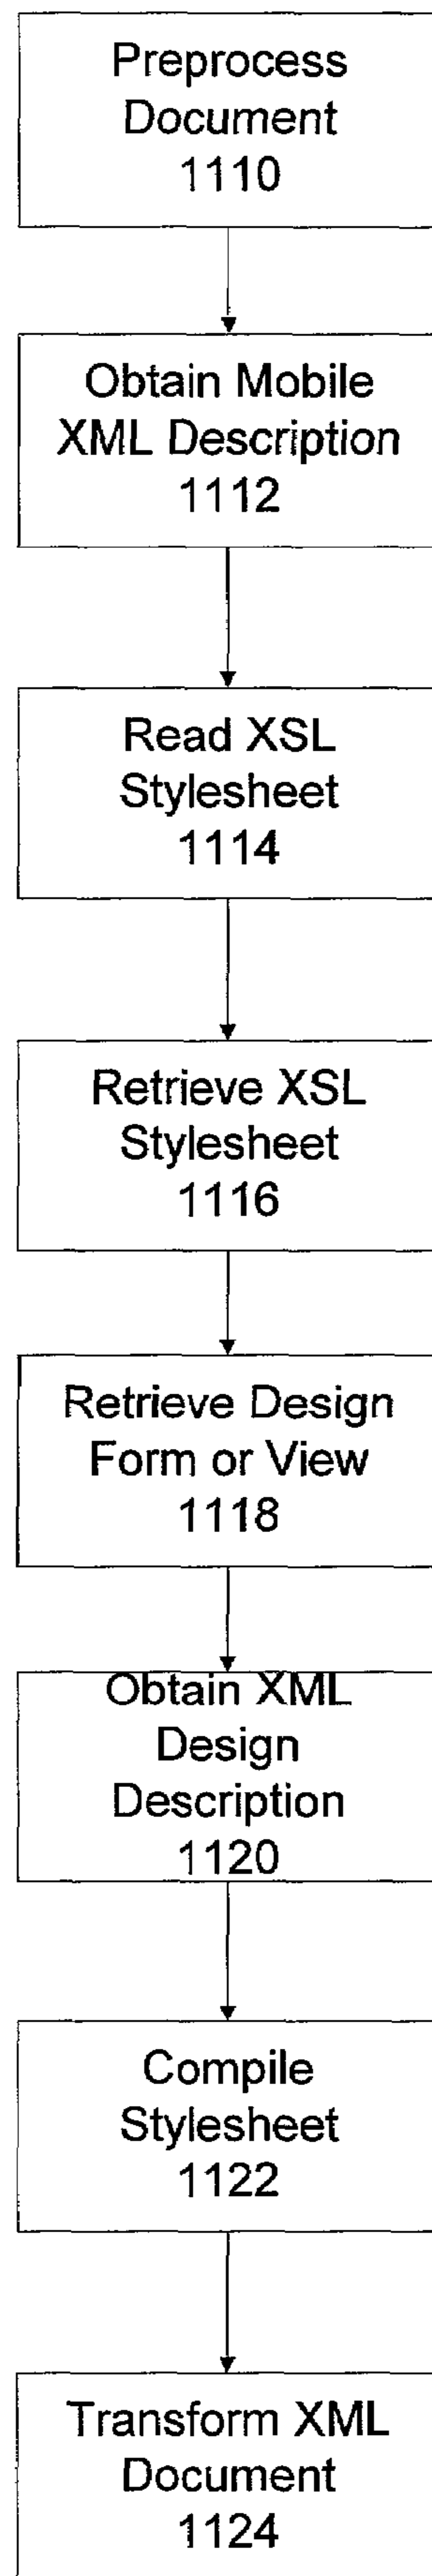 Preprocess
Document
1110
Obtain Mobile
XML Description
1112
Read XSL
Stylesheet
1114
Retrieve XSL
Stylesheet
1116
Retrieve Design
Form or View
1118
Obtain XML
Design
Description
1120
Compile
Stylesheet
1122
Transform XML
Document
1124